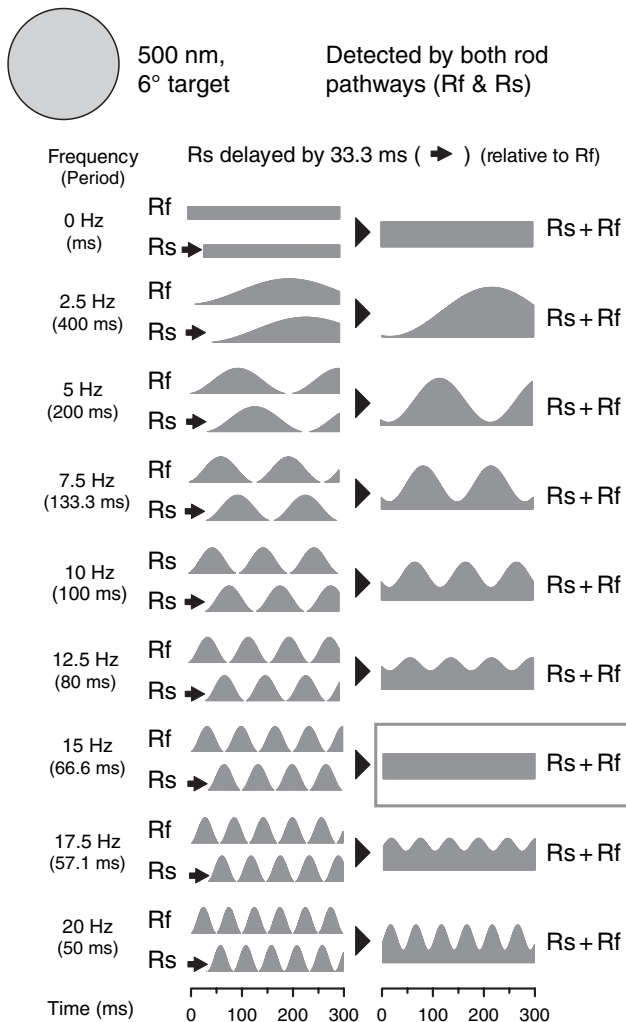 500 nm,
6° target
Detected by both rod
pathways (Rf & Rs)
Frequency
(Period)
Rs delayed by 33.3 ms ( ➡ ) (relative to Rf)
0 Hz
(ms)
Rf
Rs
Rs + Rf
2.5 Hz
(400 ms)
Rf
Rs
Rs + Rf
5 Hz
(200 ms)
Rf
Rs
Rs + Rf
7.5 Hz
(133.3 ms)
Rf
Rs
Rs + Rf
10 Hz
(100 ms)
Rs
Rs
Rs + Rf
12.5 Hz
(80 ms)
Rf
Rs
Rs + Rf
15 Hz
(66.6 ms)
Rf
Rs
Rs + Rf
17.5 Hz
(57.1 ms)
Rf
Rs
Rs + Rf
20 Hz
(50 ms)
Rf
Rs
Rs + Rf
Time (ms)
0 100 200 300
0 100 200 300